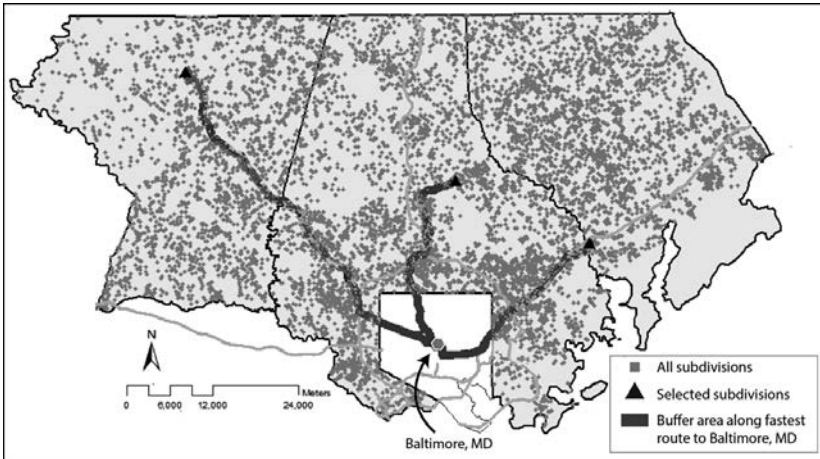 N
Meters
0 6,000 12,000 24,000
Baltimore, MD
All subdivisions
Selected subdivisions
Buffer area along fastest
route to Baltimore, MD